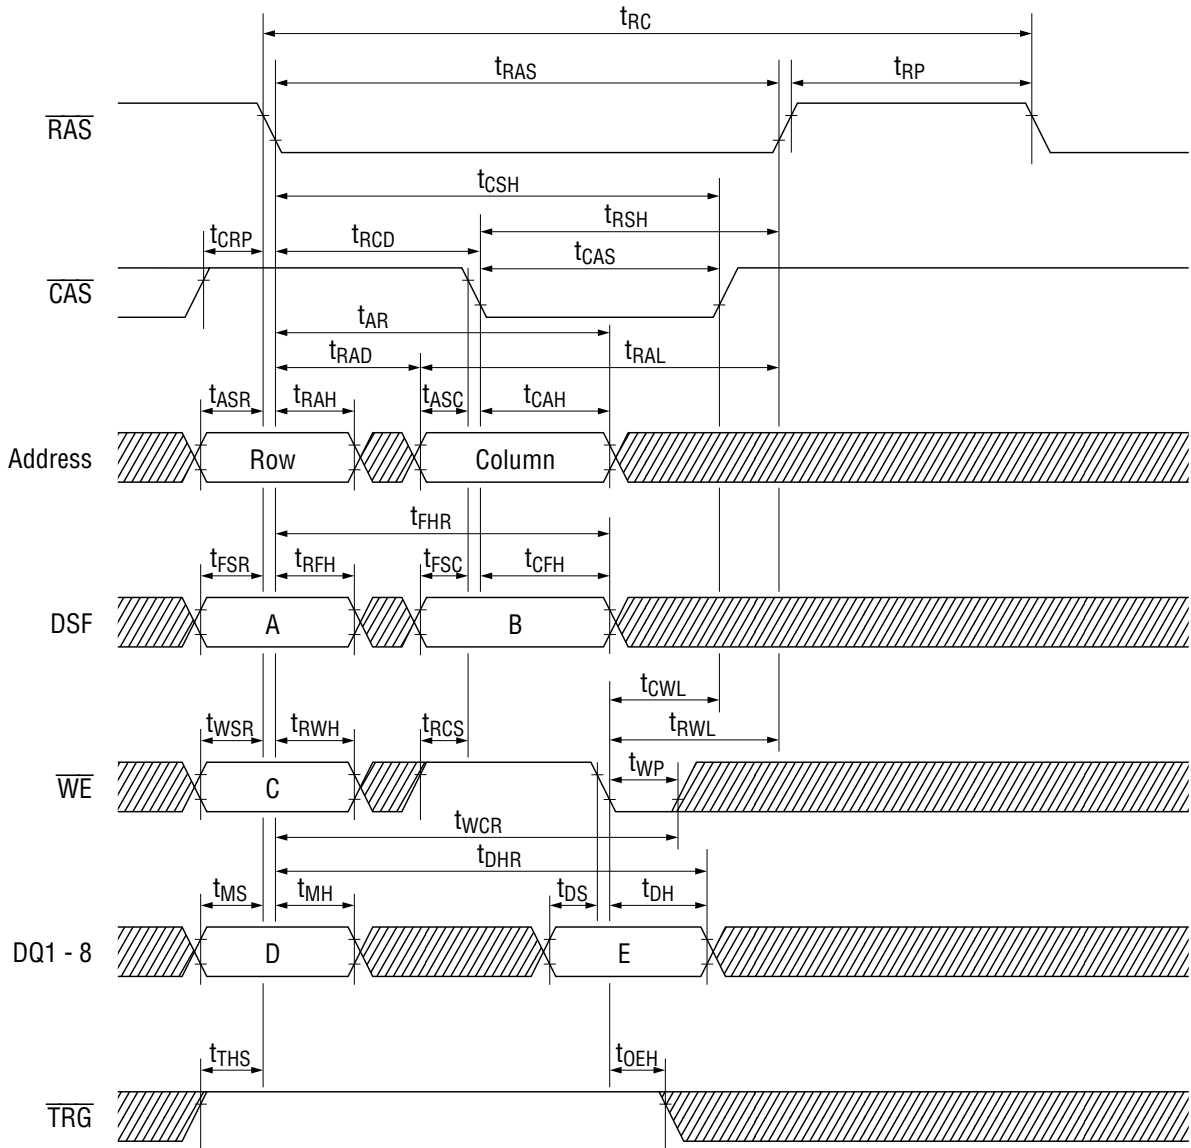 tRC
tRAS tRP
RAS
tCSH
tRSH
tCRP tRCD
tCAS
CAS
tAR
tRAD tRAL
tASR tRAH tASC tCAH
Address Row Column
tFHR
tFSR tRFH tFSC tCFH
DSF A B
tCWL
tWSR tRWH tRCS tRWL
tWP
WE C
tWCR
tDHR
tMS tMH tDS tDH
DQ1 - 8 D E
tTHS tOEH
TRG